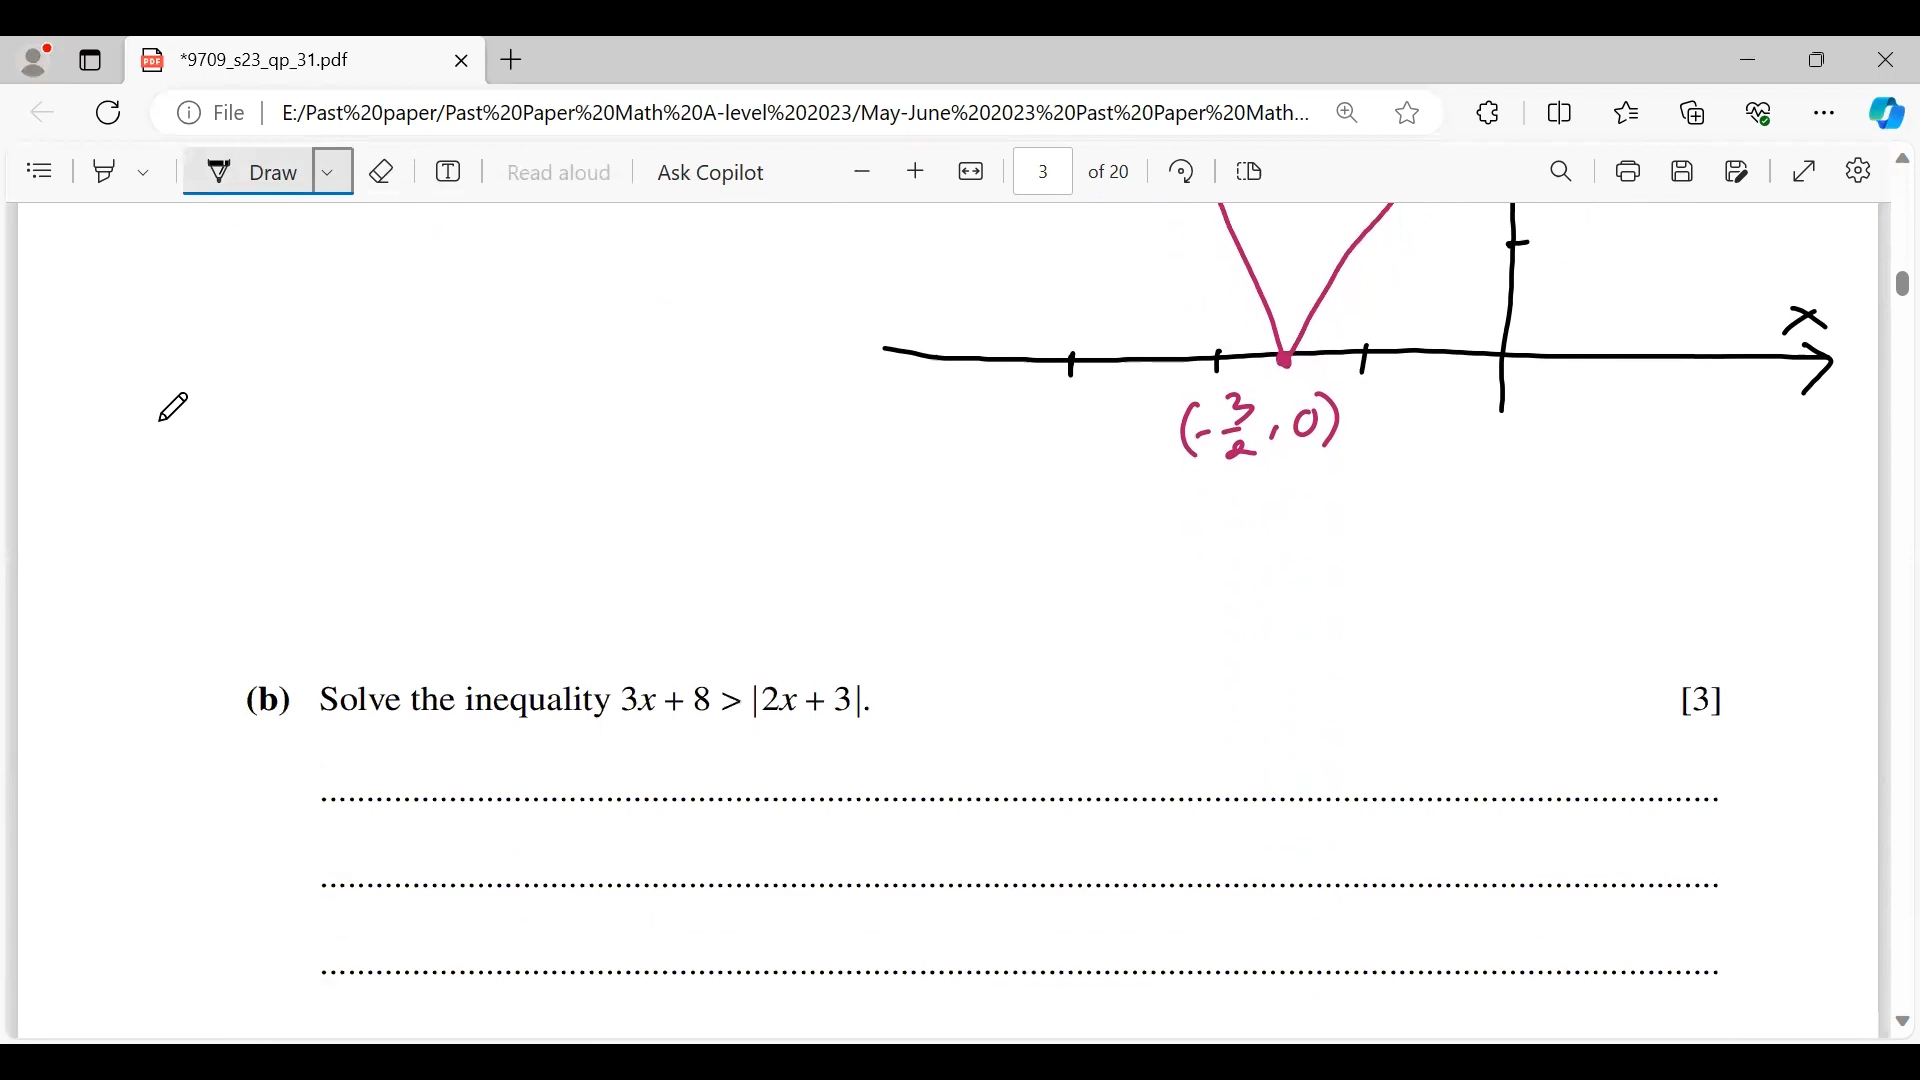 *9709_s23_qp_31.pdf
File
E:/Past%20paper/Past%20Paper%20Math%20A-level%202023/May-June%202023%20Past%20Paper%20Math...
Draw
Read aloud
Ask Copilot
3 of 20
x
(-3/2, 0)
(b) Solve the inequality 3x + 8 > |2x + 3|. [3]